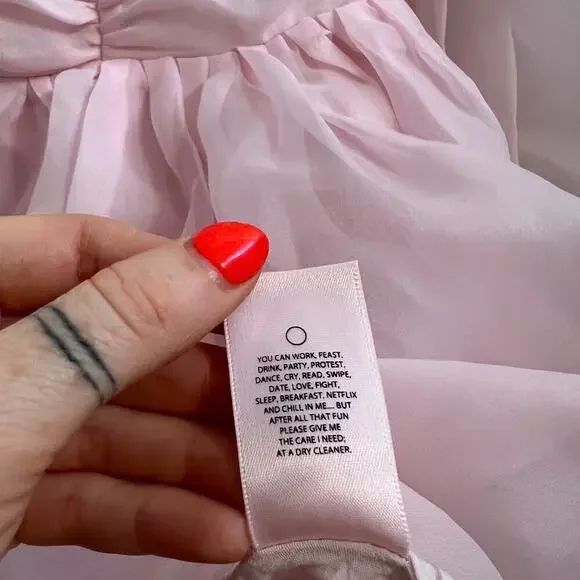 YOU CAN WORK, FEAST,
DRINK, PARTY, PROTEST,
DANCE, CRY, READ, SWIPE,
DATE, LOVE, FIGHT,
SLEEP, BREAKFAST, NETFLIX
AND CHILL IN ME.... BUT
AFTER ALL THAT FUN
PLEASE GIVE ME
THE CARE I NEED;
AT A DRY CLEANER.